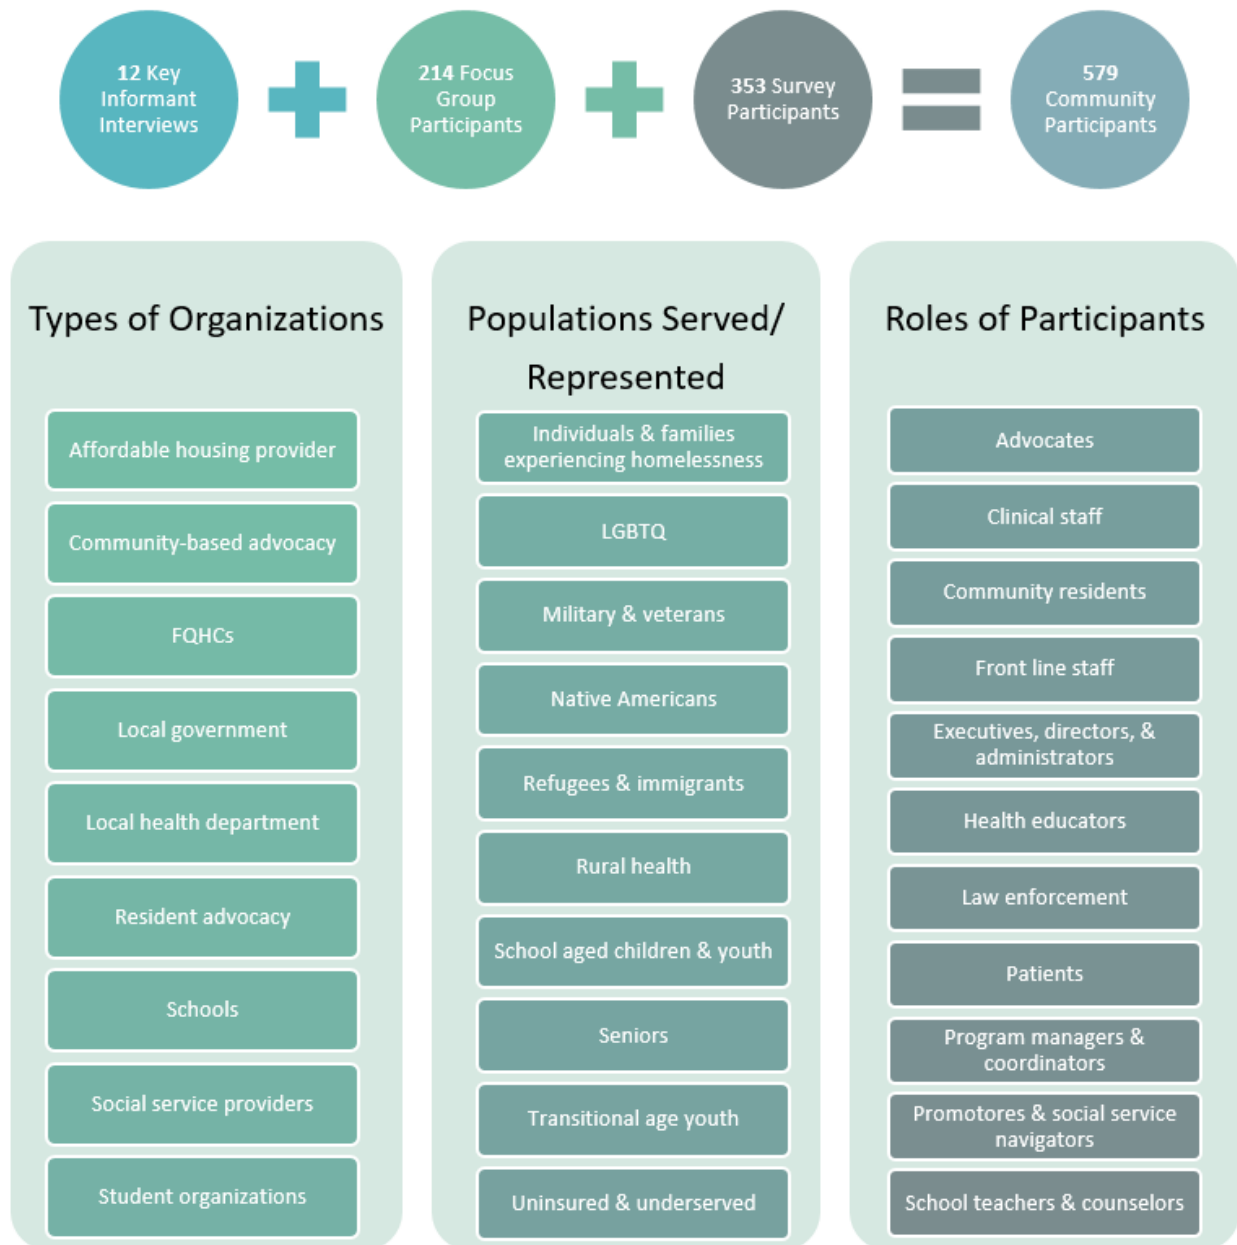 12 Key
Informant
Interviews
214 Focus
Group
Participants
353 Survey
Participants
579
Community
Participants
Types of Organizations
Affordable housing provider
Community-based advocacy
FQHCs
Local government
Local health department
Resident advocacy
Schools
Social service providers
Student organizations
Populations Served/
Represented
Individuals & families
experiencing homelessness
LGBTQ
Military & veterans
Native Americans
Refugees & immigrants
Rural health
School aged children & youth
Seniors
Transitional age youth
Uninsured & underserved
Roles of Participants
Advocates
Clinical staff
Community residents
Front line staff
Executives, directors, &
administrators
Health educators
Law enforcement
Patients
Program managers &
coordinators
Promotores & social service
navigators
School teachers & counselors